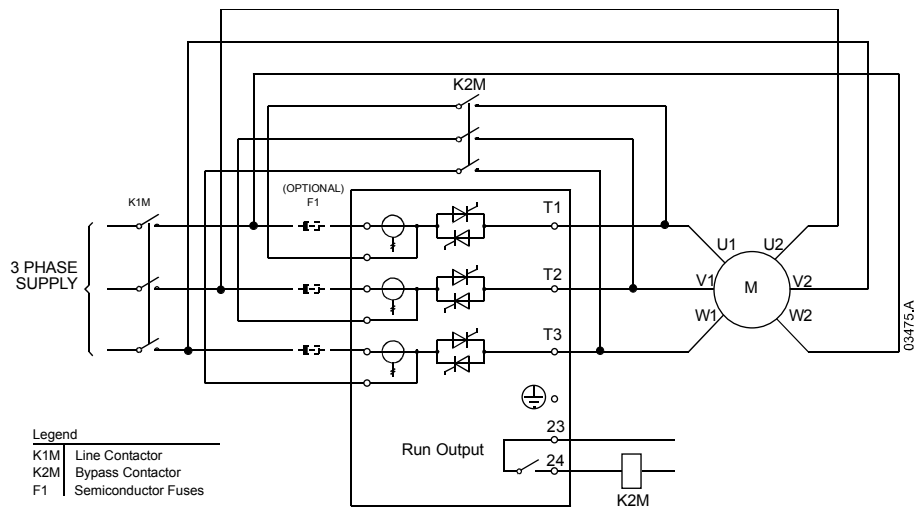 K2M
(OPTIONAL)
K1M
F1
T1
3 PHASE
SUPPLY
U1
U2
T2
V1
M
V2
W1
W2
T3
03475.A
23
Run Output
24
K2M
Legend
K1M Line Contactor
K2M Bypass Contactor
F1 Semiconductor Fuses